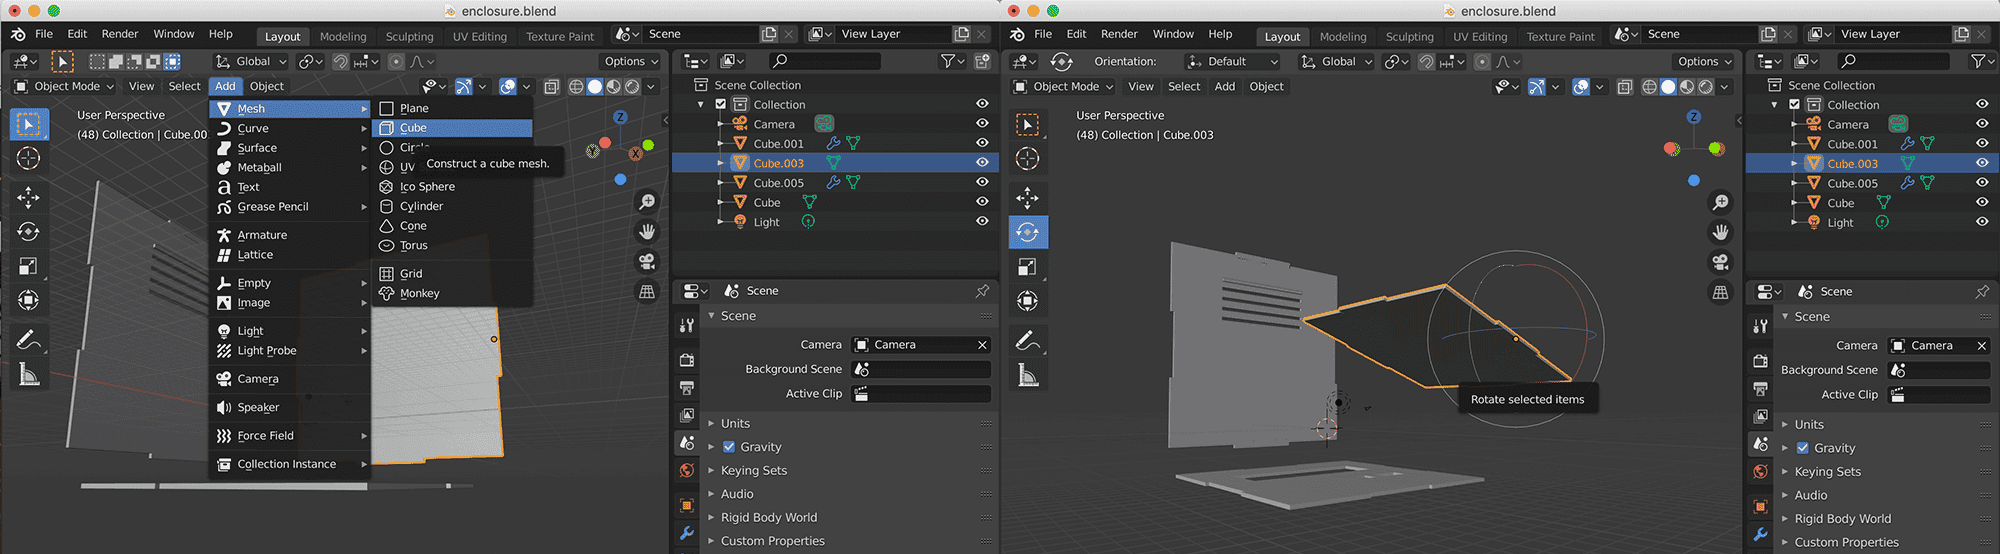 enclosure.blend
File Edit Render Window Help Layout Modeling Sculpting UV Editing Texture Paint Scene View Layer
Global Options
Object Mode View Select Add Object
User Perspective
(48) Collection | Cube.00
Mesh
Curve
Surface
Metaball
Text
Grease Pencil
Armature
Lattice
Empty
Image
Light
Light Probe
Camera
Speaker
Force Field
Collection Instance
Plane
Cube
Circ
UV
Construct a cube mesh.
Ico Sphere
Cylinder
Cone
Torus
Grid
Monkey
X
Y
Z
Scene Collection
Collection
Camera
Cube.001
Cube.003
Cube.005
Cube
Light
Scene
Scene
Camera Camera
Background Scene
Active Clip
Units
Gravity
Keying Sets
Audio
Rigid Body World
Custom Properties
enclosure.blend
File Edit Render Window Help Layout Modeling Sculpting UV Editing Texture Paint Scene View Layer
Orientation: Default Global Options
Object Mode View Select Add Object
User Perspective
(48) Collection | Cube.003
Z
Rotate selected items
Scene Collection
Collection
Camera
Cube.001
Cube.003
Cube.005
Cube
Light
Scene
Scene
Camera Camera
Background Scene
Active Clip
Units
Gravity
Keying Sets
Audio
Rigid Body World
Custom Properties